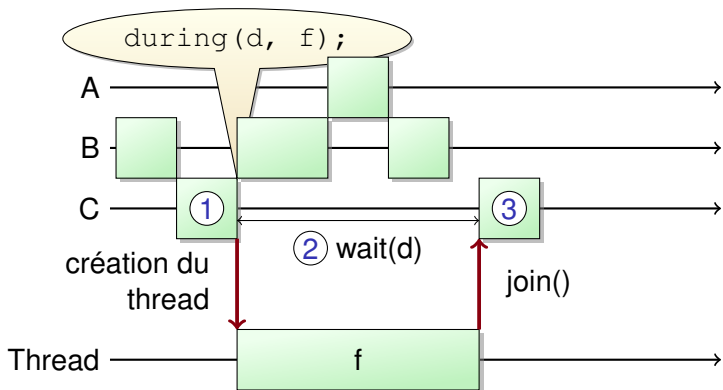 during(d, f);
A
B
C
1
3
2 wait(d)
création du
thread
join()
Thread
f